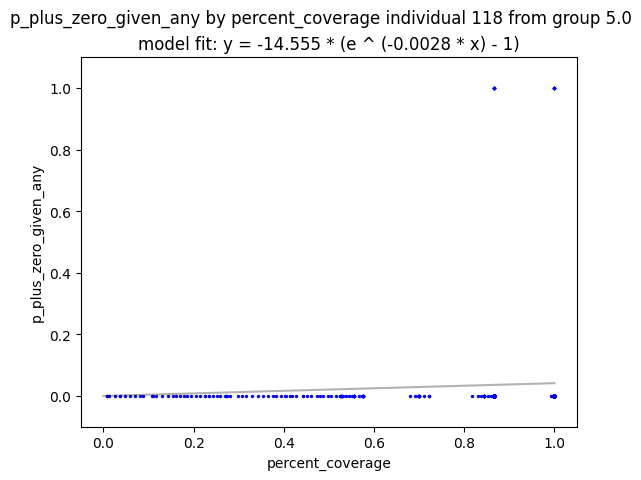 p_plus_zero_given_any by percent_coverage individual 118 from group 5.0
model fit: y = -14.555 * (e ^ (-0.0028 * x) - 1)
p_plus_zero_given_any
1.0
0.8
0.6
0.4
0.2
0.0
0.0 0.2 0.4 0.6 0.8 1.0
percent_coverage